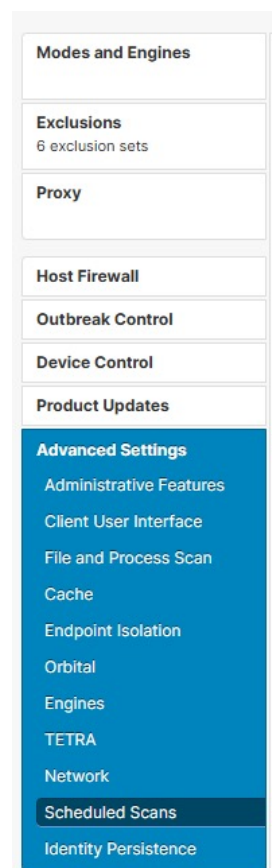 Modes and Engines
Exclusions
6 exclusion sets
Proxy
Host Firewall
Outbreak Control
Device Control
Product Updates
Advanced Settings
Administrative Features
Client User Interface
File and Process Scan
Cache
Endpoint Isolation
Orbital
Engines
TETRA
Network
Scheduled Scans
Identity Persistence